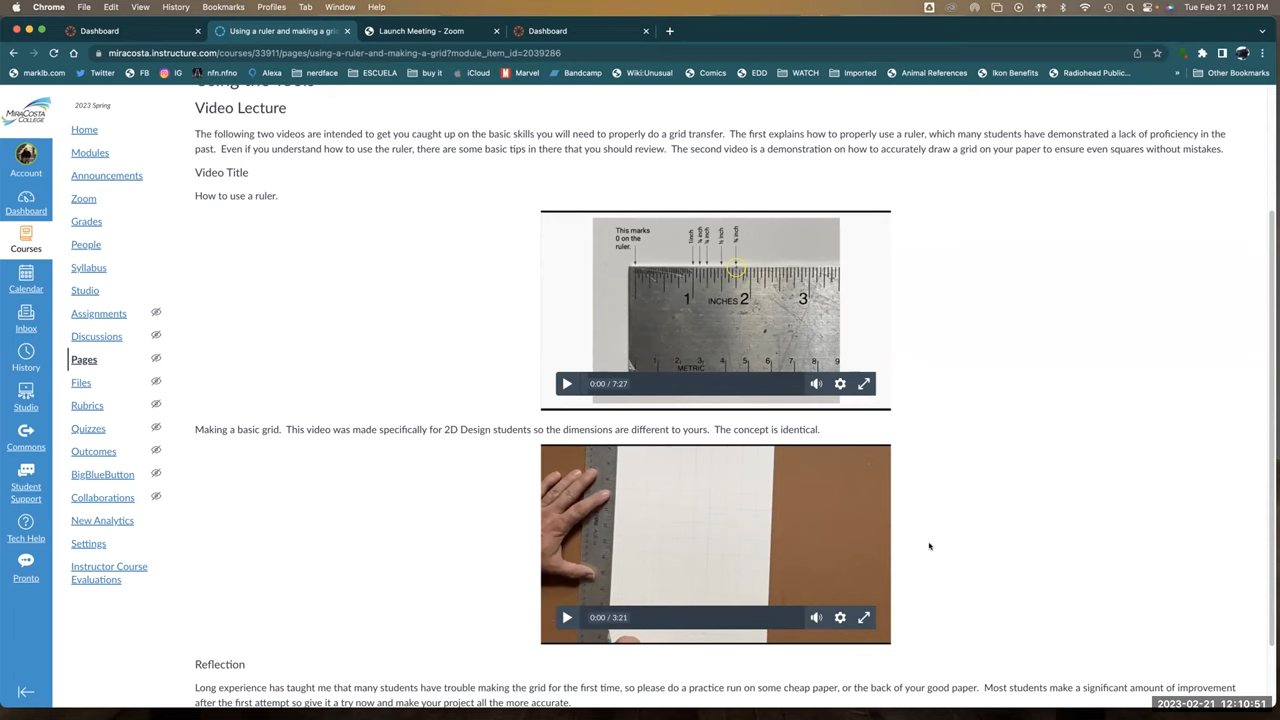 Chrome File Edit View History Bookmarks Profiles Tab Window Help Tue Feb 21 12:10 PM
Dashboard Using a ruler and making a gri Launch Meeting - Zoom Dashboard
miracosta.instructure.com/courses/33911/pages/using-a-ruler-and-making-a-grid?module_item_id=2039286
marklb.com Twitter FB IG nfn.nfno Alexa ESCUELA buy it iCloud nerdface Marvel Bandcamp Wiki:Unusual Comics EDD WATCH Imported Animal References Ikon Benefits Radiohead Public... » Other Bookmarks
MIRACOSTA
COLLEGE
Account
Dashboard
Courses
Calendar
Inbox
History
Studio
Commons
Student
Support
Tech Help
Pronto
2023 Spring
Home
Modules
Announcements
Zoom
Grades
People
Syllabus
Studio
Assignments
Discussions
Pages
Files
Rubrics
Quizzes
Outcomes
BigBlueButton
Collaborations
New Analytics
Settings
Instructor Course
Evaluations
Video Lecture
The following two videos are intended to get you caught up on the basic skills you will need to properly do a grid transfer. The first explains how to properly use a ruler, which many students have demonstrated a lack of proficiency in the
past. Even if you understand how to use the ruler, there are some basic tips in there that you should review. The second video is a demonstration on how to accurately draw a grid on your paper to ensure even squares without mistakes.
Video Title
How to use a ruler.
This marks
0 on the
ruler.
1 INCHES 2 3
1 2 3 4 5 6 7 8 9
METRIC
0:00 / 7:27
Making a basic grid. This video was made specifically for 2D Design students so the dimensions are different to yours. The concept is identical.
0:00 / 3:21
Reflection
Long experience has taught me that many students have trouble making the grid for the first time, so please do a practice run on some cheap paper, or the back of your good paper. Most students make a significant amount of improvement
after the first attempt so give it a try now and make your project all the more accurate.
2023-02-21 12:10:51